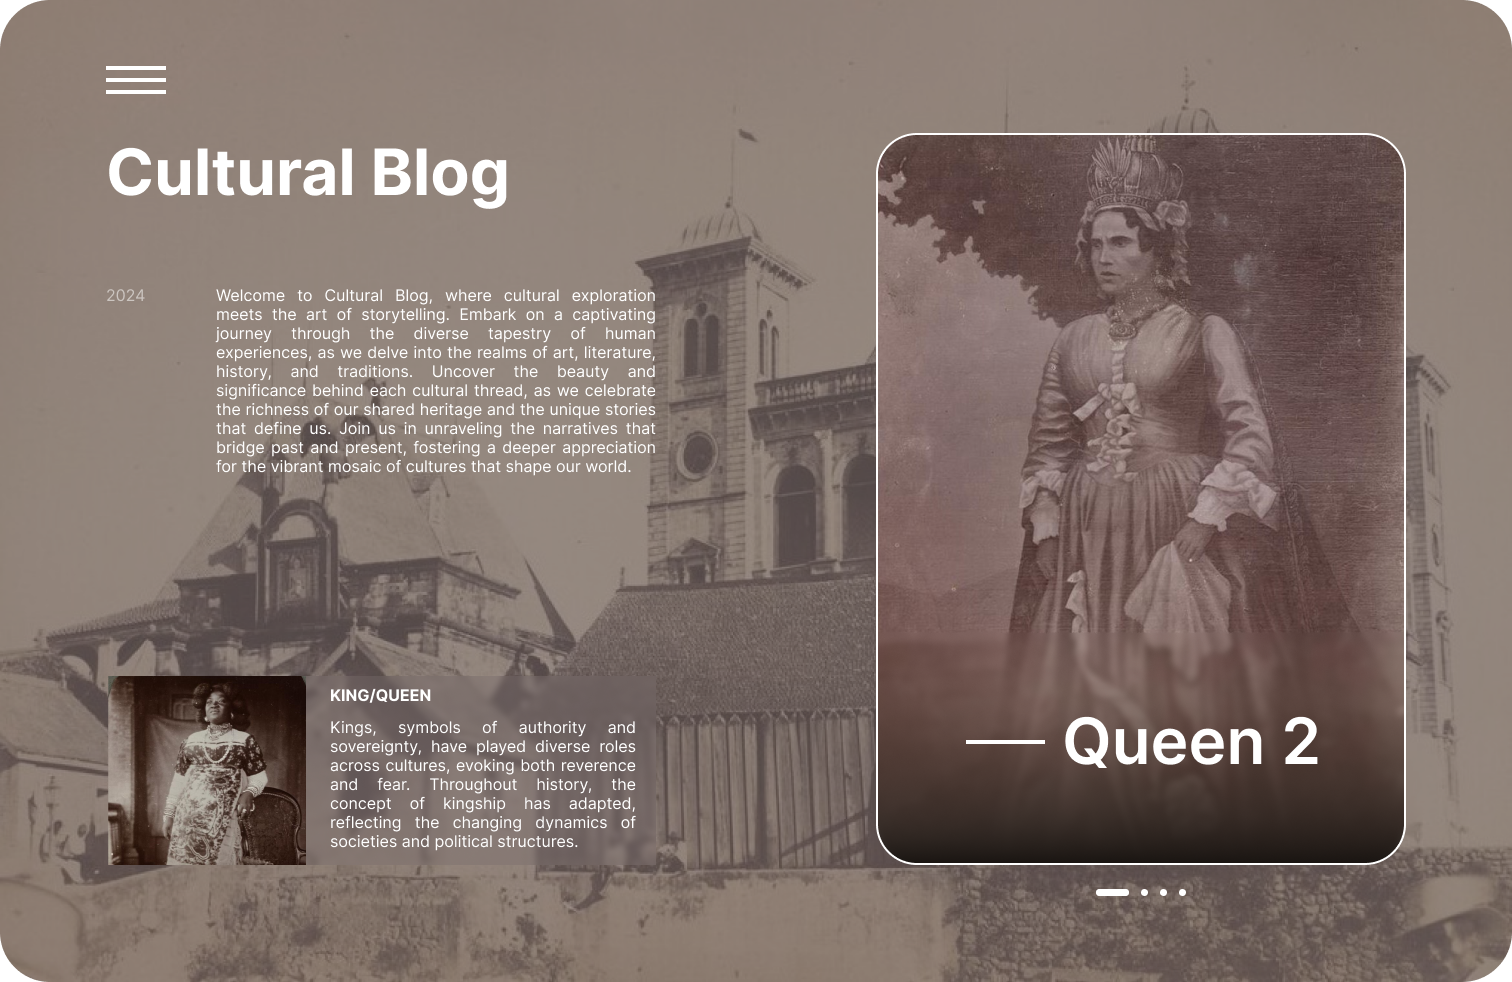 Cultural Blog
2024
Welcome to Cultural Blog, where cultural exploration
meets the art of storytelling. Embark on a captivating
journey through the diverse tapestry of human
experiences, as we delve into the realms of art, literature,
history, and traditions. Uncover the beauty and
significance behind each cultural thread, as we celebrate
the richness of our shared heritage and the unique stories
that define us. Join us in unraveling the narratives that
bridge past and present, fostering a deeper appreciation
for the vibrant mosaic of cultures that shape our world.
KING/QUEEN
Kings, symbols of authority and
sovereignty, have played diverse roles
across cultures, evoking both reverence
and fear. Throughout history, the
concept of kingship has adapted,
reflecting the changing dynamics of
societies and political structures.
Queen 2